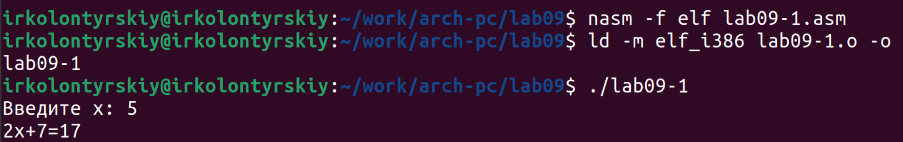 irkolontyrskiy@irkolontyrskiy:~/work/arch-pc/lab09$ nasm -f elf lab09-1.asm
irkolontyrskiy@irkolontyrskiy:~/work/arch-pc/lab09$ ld -m elf_i386 lab09-1.o -o
lab09-1
irkolontyrskiy@irkolontyrskiy:~/work/arch-pc/lab09$ ./lab09-1
Введите x: 5
2x+7=17